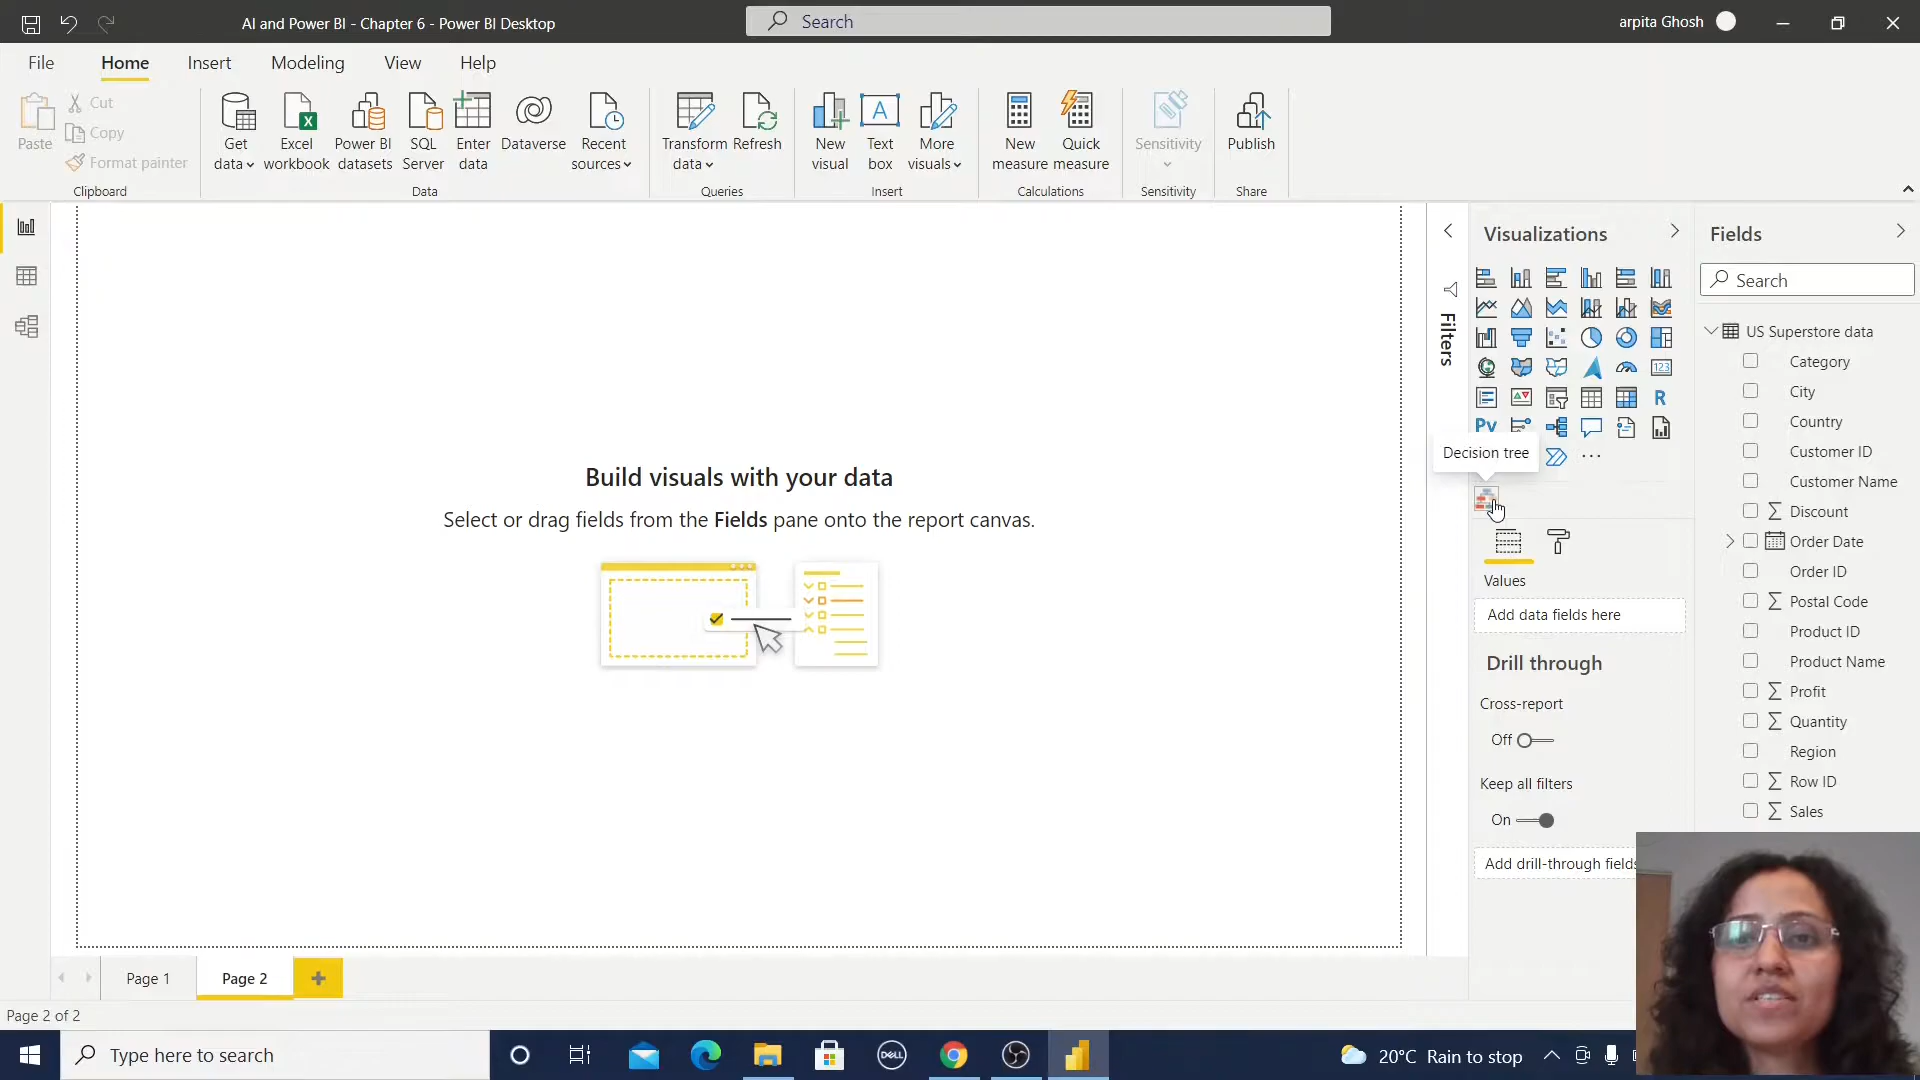 AI and Power BI - Chapter 6 - Power BI Desktop
Search
arpita Ghosh
File
Home
Insert
Modeling
View
Help
Paste
Cut
Copy
Format painter
Clipboard
Get data
Excel workbook
Power BI datasets
SQL Server
Enter data
Dataverse
Recent sources
Data
Transform data
Refresh
Queries
New visual
A
Text box
More visuals
Insert
New measure
Quick measure
Calculations
Sensitivity
Sensitivity
Publish
Share
Build visuals with your data
Select or drag fields from the Fields pane onto the report canvas.
Filters
Visualizations
123
R
Py
Decision tree
Values
Add data fields here
Drill through
Cross-report
Off
Keep all filters
On
Add drill-through fields
Fields
Search
US Superstore data
Category
City
Country
Customer ID
Customer Name
Discount
Order Date
Order ID
Postal Code
Product ID
Product Name
Profit
Quantity
Region
Row ID
Sales
Page 1
Page 2
Page 2 of 2
Type here to search
DELL
20°C Rain to stop